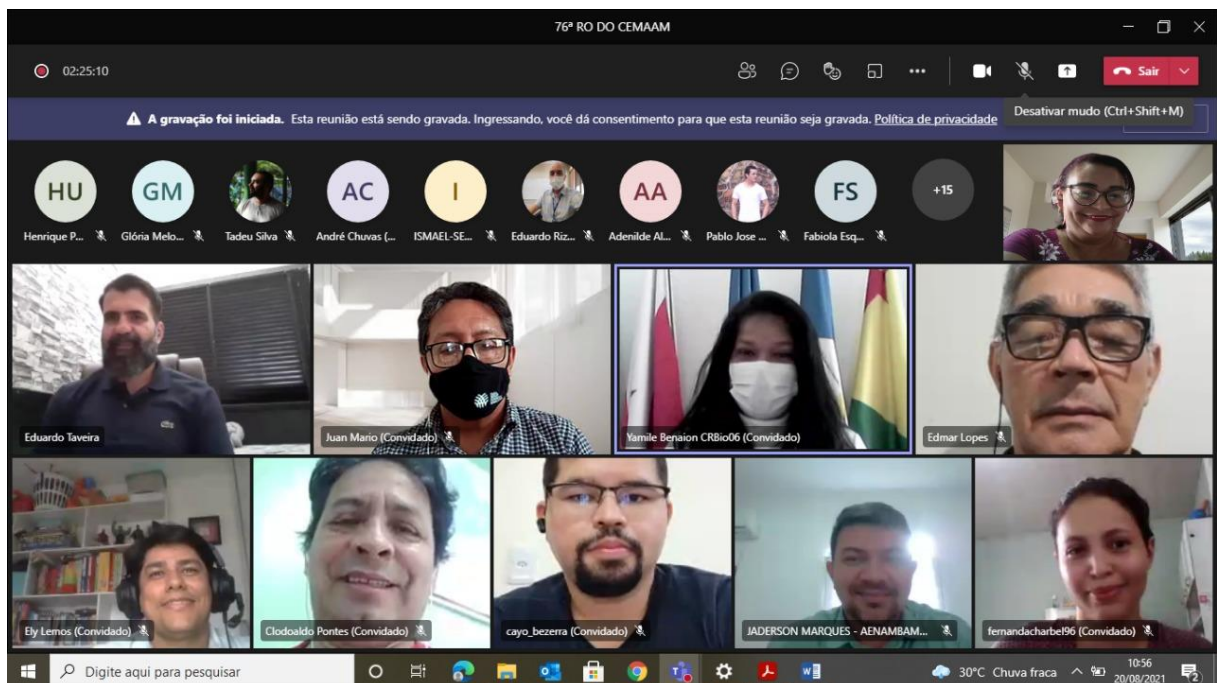 76ª RO DO CEMAAM
02:25:10
Sair
Desativar mudo (Ctrl+Shift+M)
A gravação foi iniciada. Esta reunião está sendo gravada. Ingressando, você dá consentimento para que esta reunião seja gravada. Política de privacidade
HU
GM
AC
I
AA
FS
+15
Henrique P...
Glória Melo...
Tadeu Silva
André Chuvas (...
ISMAEL-SE...
Eduardo Riz...
Adenilde Al...
Pablo Jose ...
Fabiola Esq...
Eduardo Taveira
Juan Mario (Convidado)
Yamile Benaion CRBio06 (Convidado)
Edmar Lopes
Ely Lemos (Convidado)
Clodoaldo Pontes (Convidado)
cayo_bezerra (Convidado)
JADERSON MARQUES - AENAMBAM...
fernandacharbel96 (Convidado)
Digite aqui para pesquisar
30°C Chuva fraca
10:56
20/08/2021
2